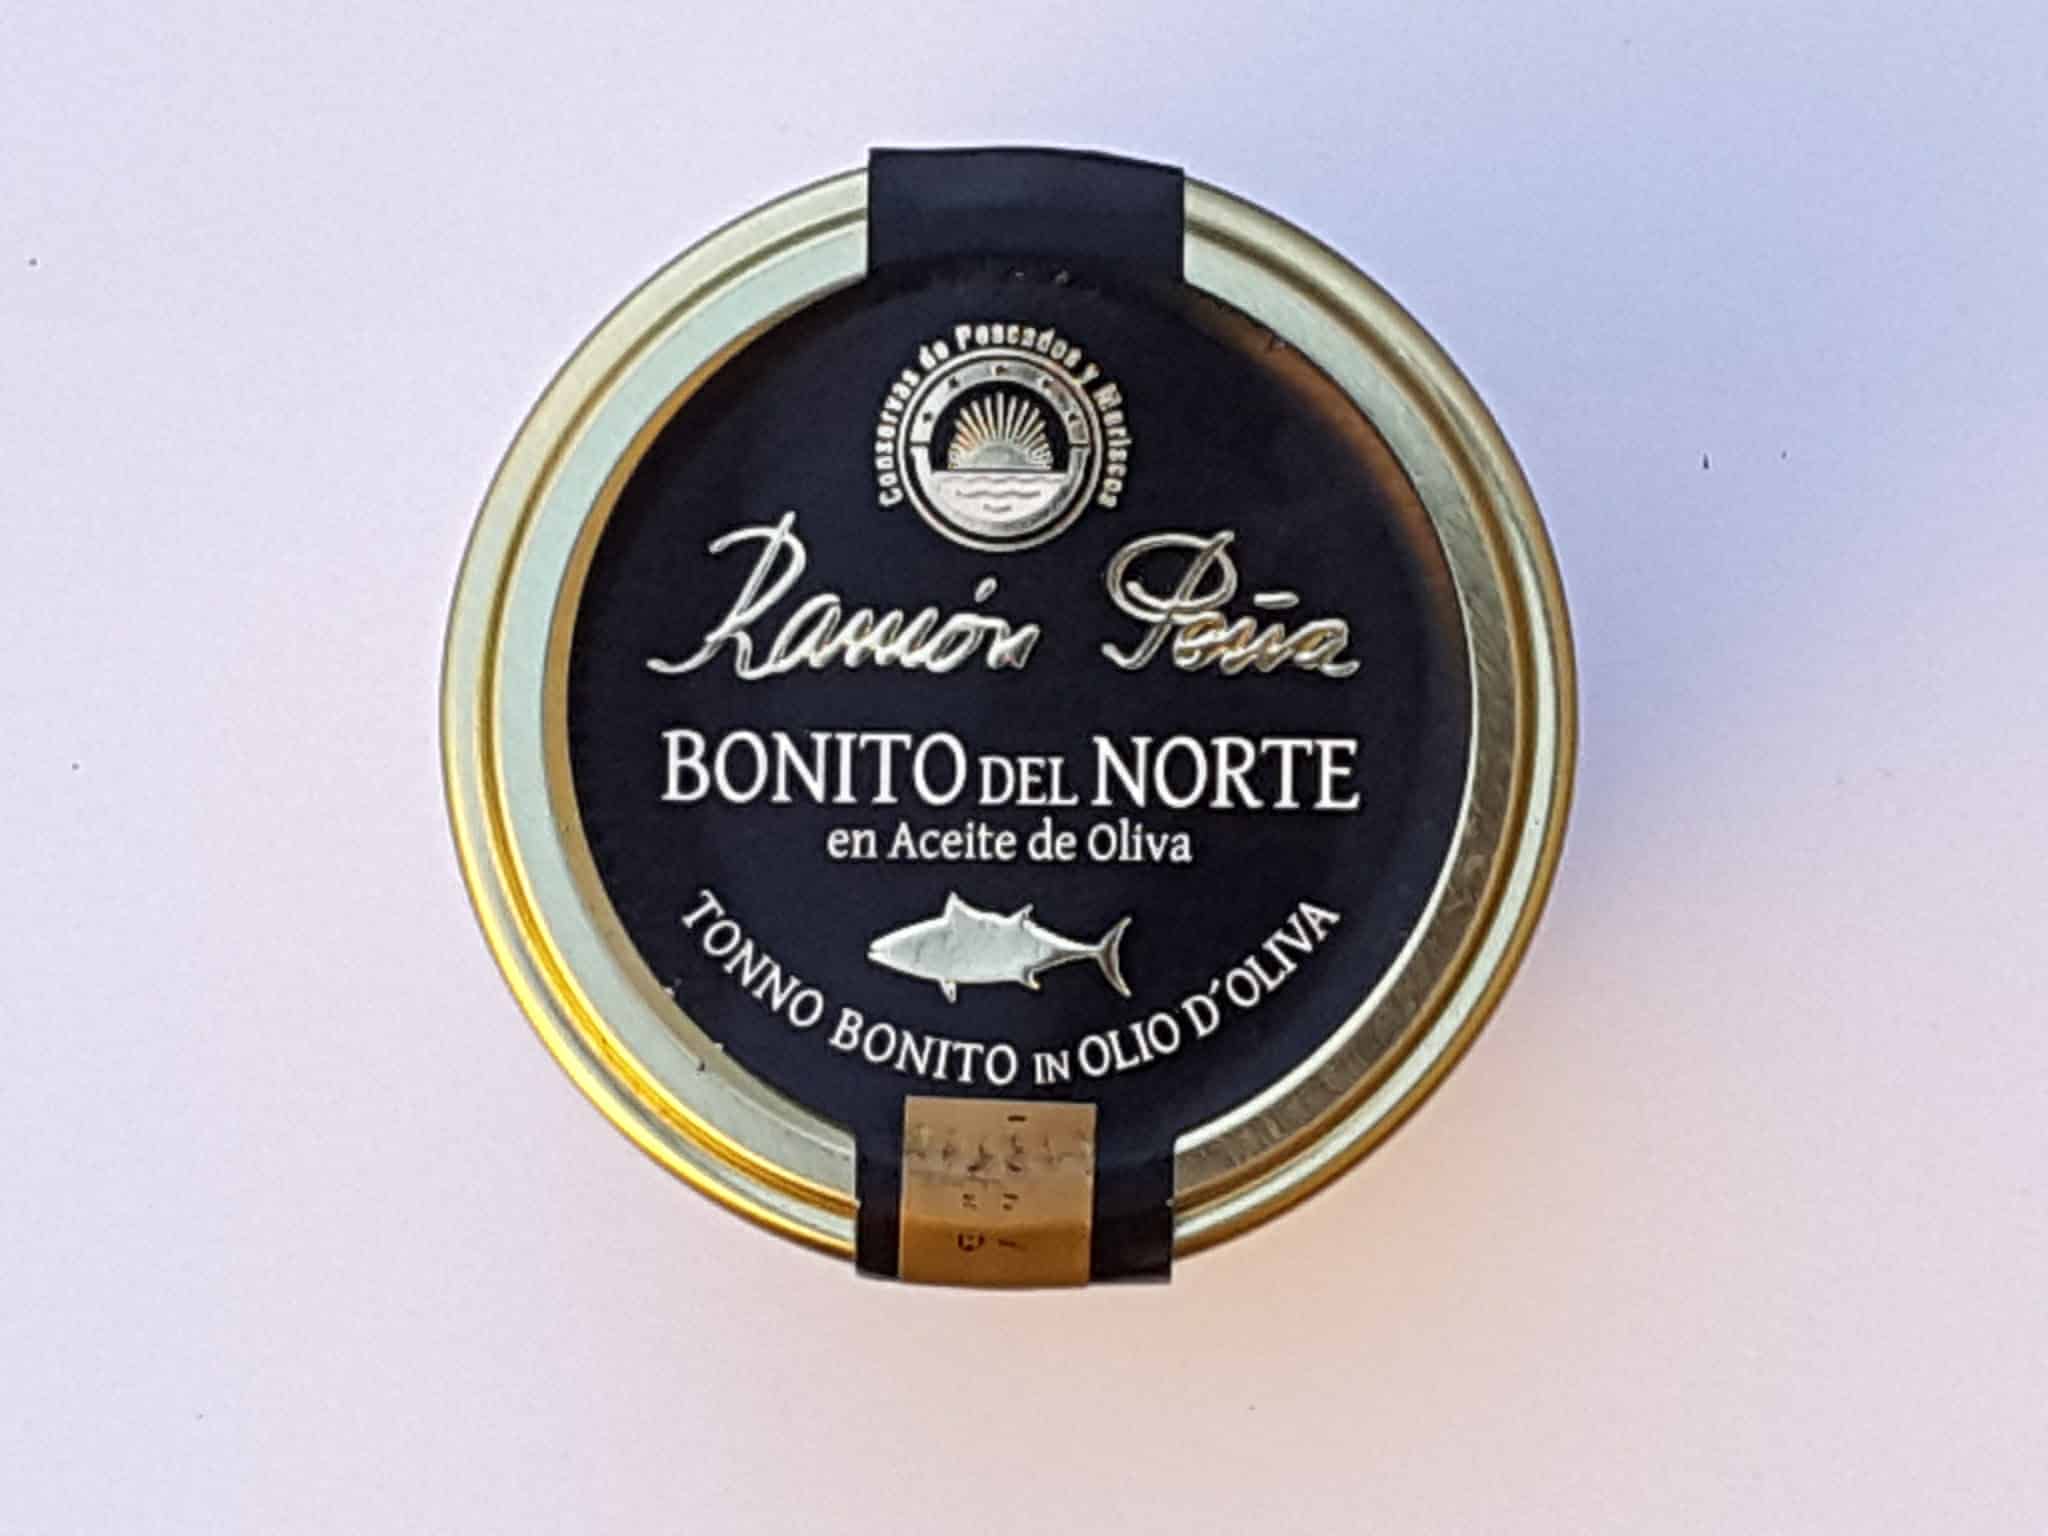 Conservas de Pescados y Mariscos
Ramón Peña
BONITO DEL NORTE
en Aceite de Oliva
TONNO BONITO IN OLIO D´OLIVA